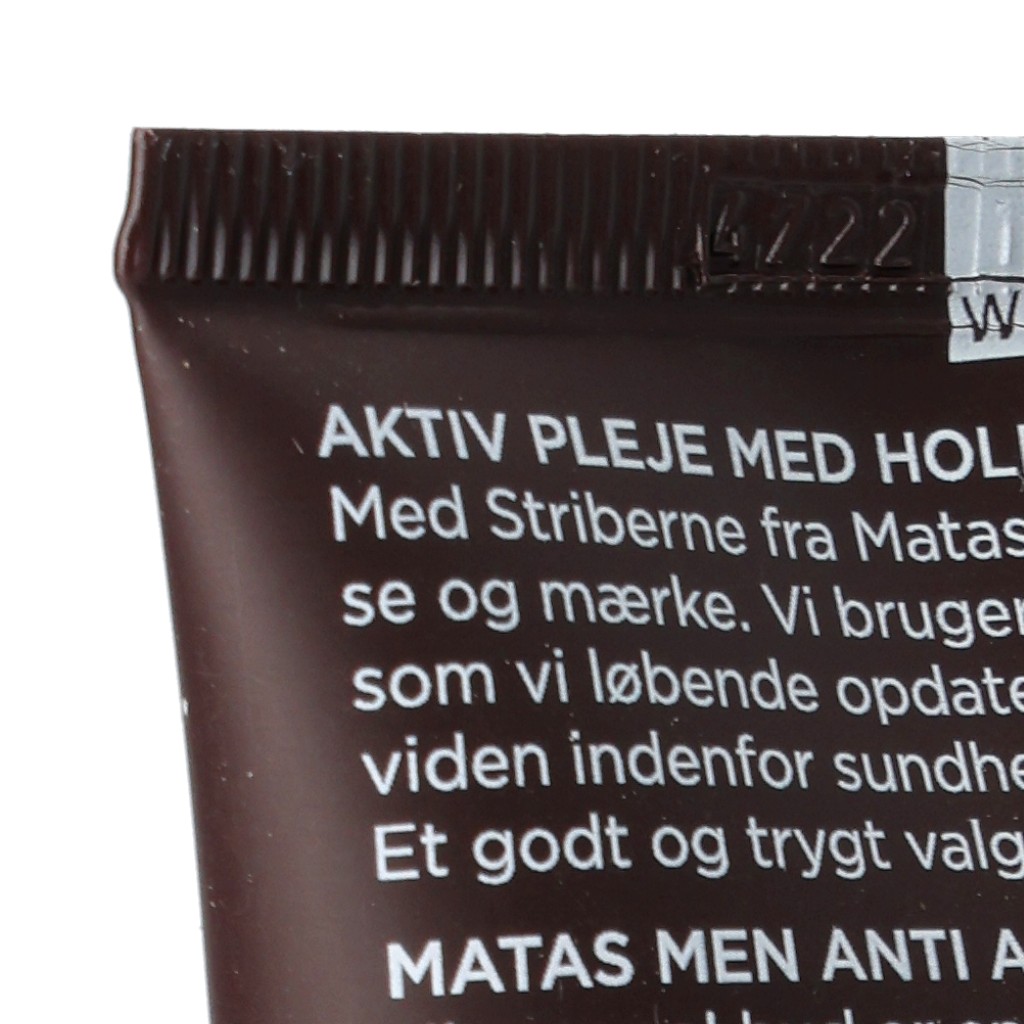 4722 1
W
AKTIV PLEJE MED HOL
Med Striberne fra Matas
se og mærke. Vi bruger
som vi løbende opdate
viden indenfor sundhe
Et godt og trygt valg
MATAS MEN ANTI A